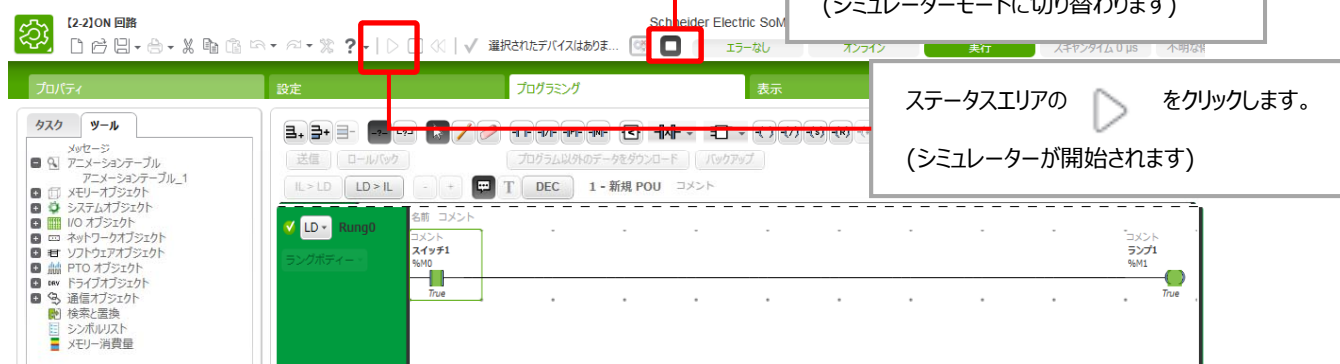 【2-2】ON 回路
Schneider Electric SoM
(シミュレーターモードに切り替わります)
選択されたデバイスはありま...
エラーなし
オンライン
実行
スキャンタイム 0 μs
プロパティ
設定
プログラミング
表示
ステータスエリアの
をクリックします。
(シミュレーターが開始されます)
タスク
ツール
メッセージ
アニメーションテーブル
アニメーションテーブル_1
メモリーオブジェクト
システムオブジェクト
I/O オブジェクト
ネットワークオブジェクト
ソフトウェアオブジェクト
PTO オブジェクト
DRV ドライブオブジェクト
通信オブジェクト
検索と置換
シンボルリスト
メモリー消費量
送信
ロールバック
プログラム以外のデータをダウンロード
バックアップ
IL > LD
LD > IL
- +
T
DEC
1 - 新規 POU
コメント
LD
Rung0
ラングボディー
名前 コメント
コメント
スイッチ1
%M0
True
コメント
ランプ1
%M1
True